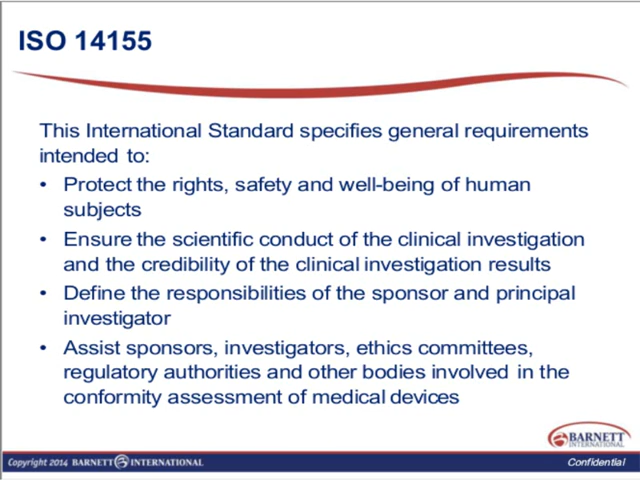 ISO 14155
This International Standard specifies general requirements
intended to:
• Protect the rights, safety and well-being of human
subjects
• Ensure the scientific conduct of the clinical investigation
and the credibility of the clinical investigation results
• Define the responsibilities of the sponsor and principal
investigator
• Assist sponsors, investigators, ethics committees,
regulatory authorities and other bodies involved in the
conformity assessment of medical devices
BARNETT
INTERNATIONAL
Copyright 2014 BARNETT INTERNATIONAL
Confidential